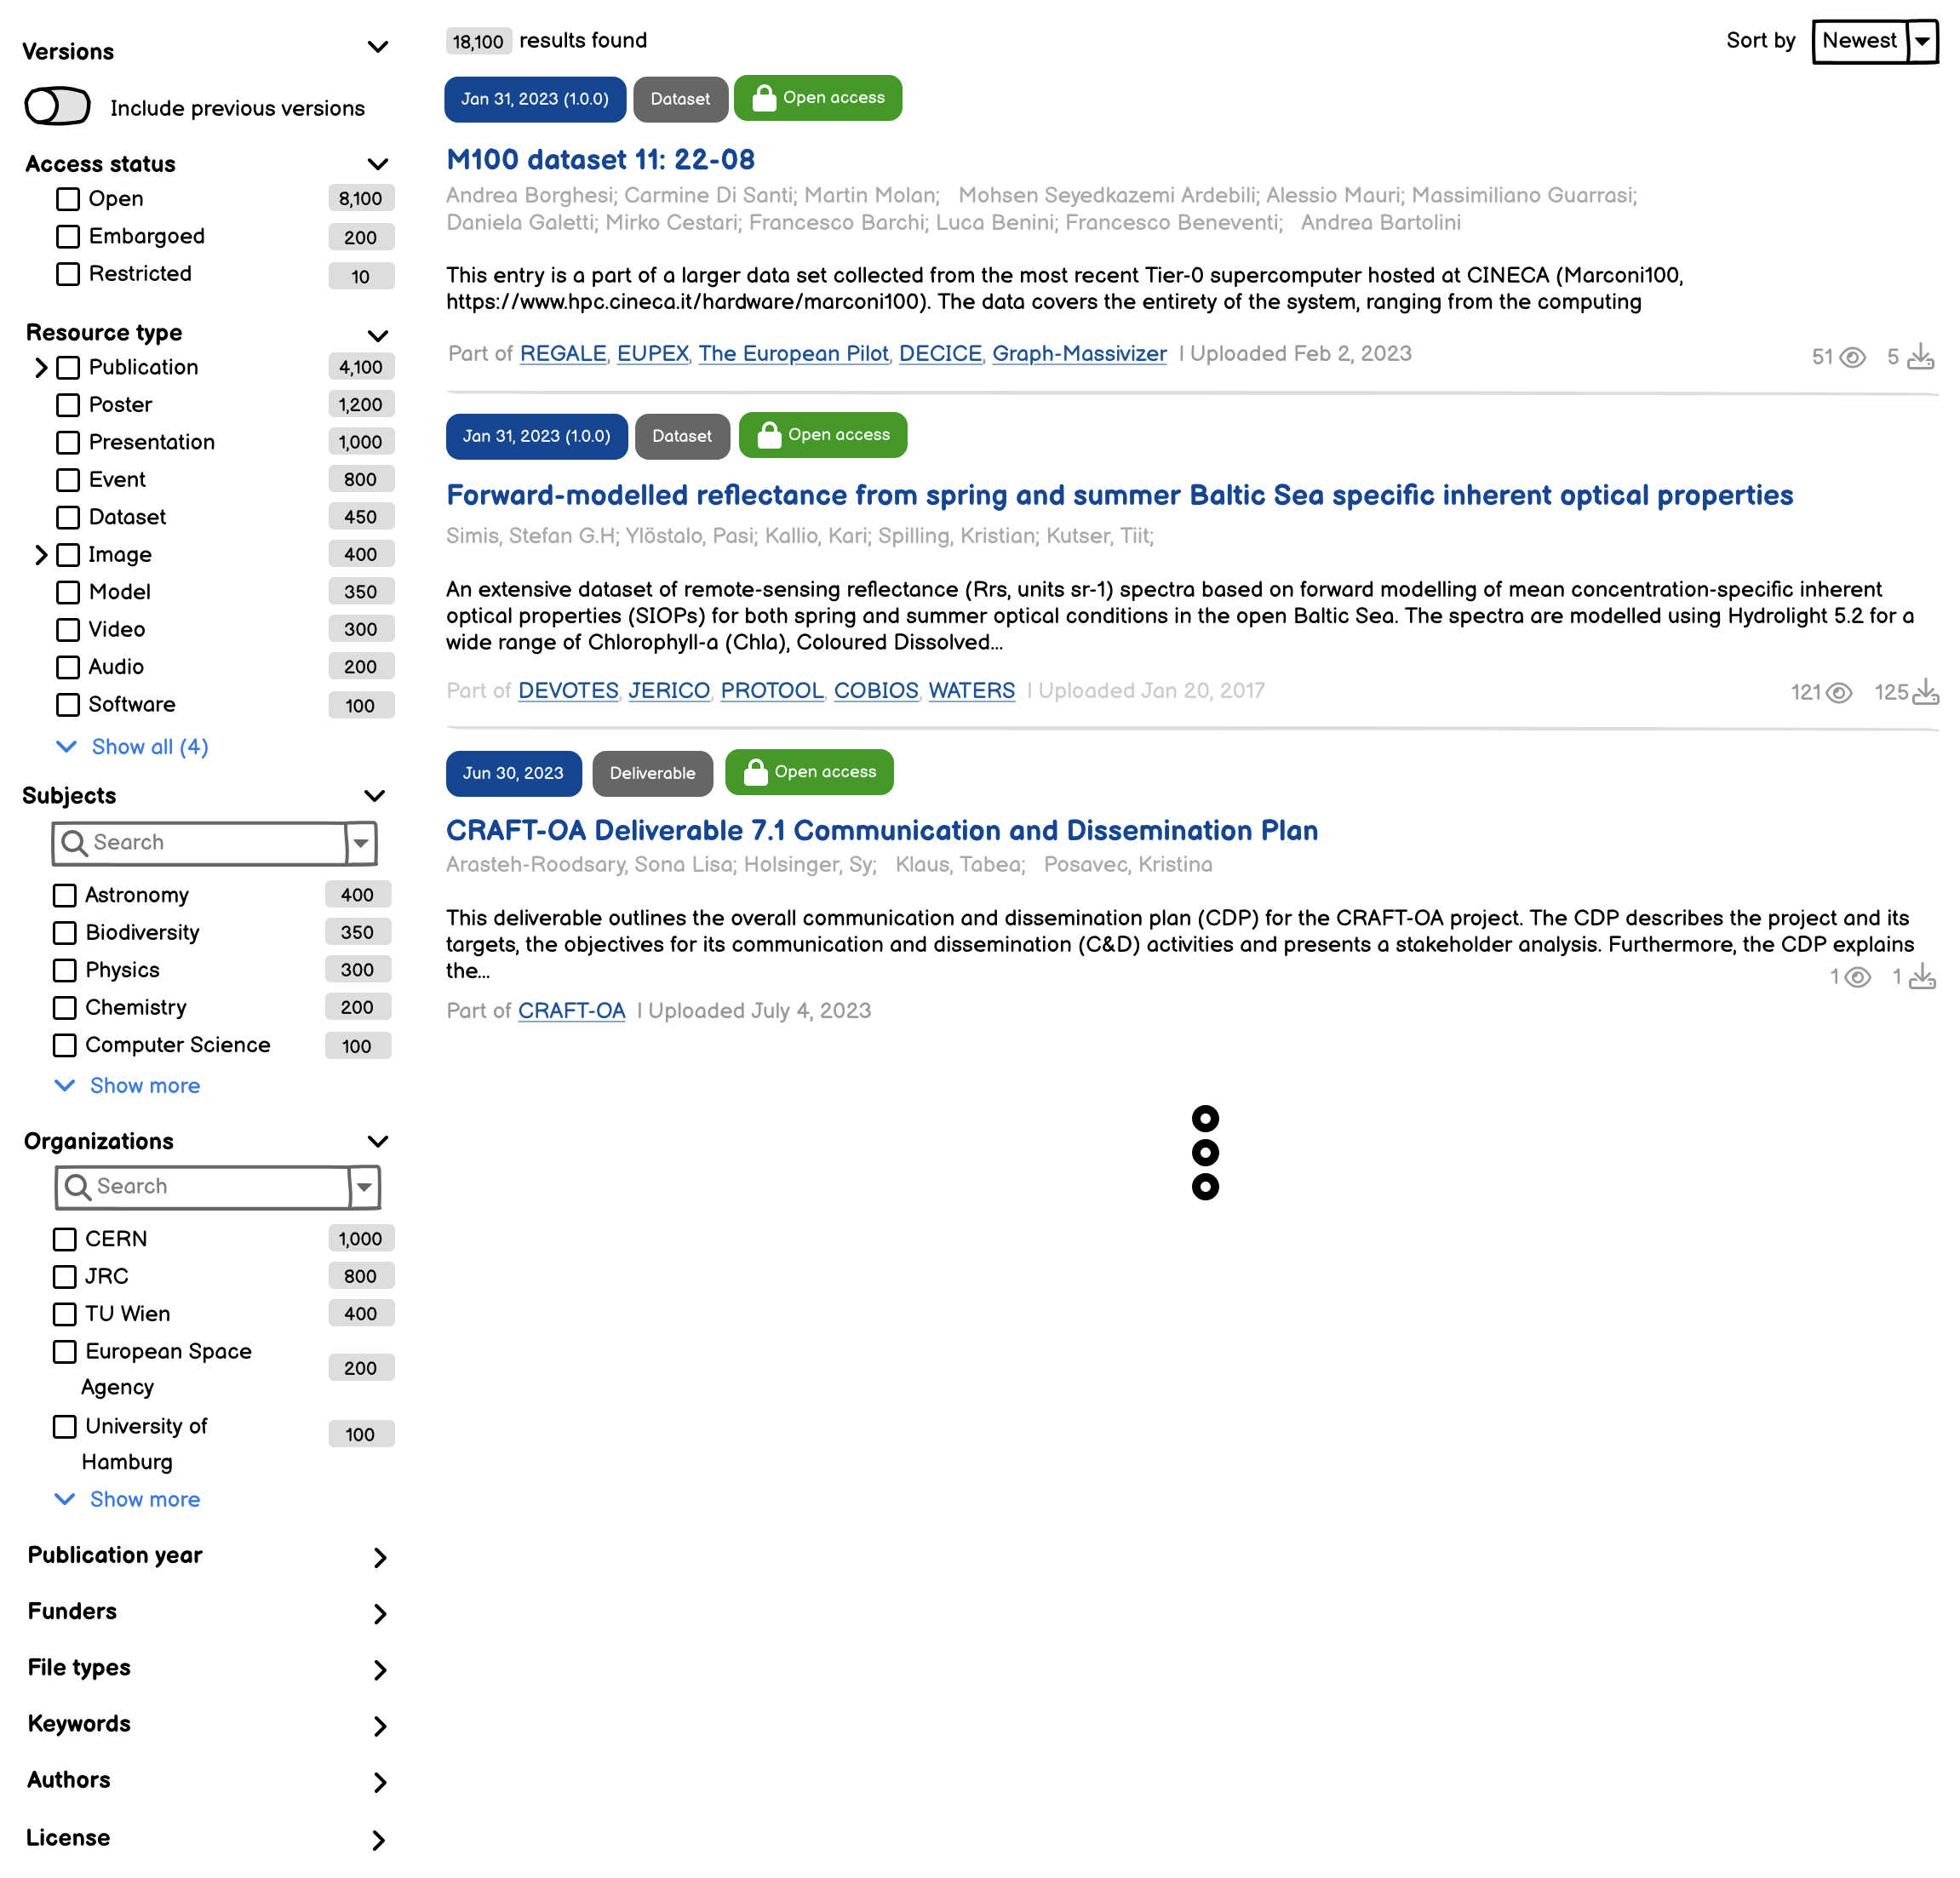 Versions
Include previous versions
Access status
Open 8,100
Embargoed 200
Restricted 10
Resource type
Publication 4,100
Poster 1,200
Presentation 1,000
Event 800
Dataset 450
Image 400
Model 350
Video 300
Audio 200
Software 100
Show all (4)
Subjects
Search
Astronomy 400
Biodiversity 350
Physics 300
Chemistry 200
Computer Science 100
Show more
Organizations
Search
CERN 1,000
JRC 800
TU Wien 400
European Space 200
Agency
University of 100
Hamburg
Show more
Publication year
Funders
File types
Keywords
Authors
License
18,100 results found
Sort by Newest
Jan 31, 2023 (1.0.0) Dataset Open access
M100 dataset 11: 22-08
Andrea Borghesi; Carmine Di Santi; Martin Molan; Mohsen Seyedkazemi Ardebili; Alessio Mauri; Massimiliano Guarrasi;
Daniela Galetti; Mirko Cestari; Francesco Barchi; Luca Benini; Francesco Beneventi; Andrea Bartolini
This entry is a part of a larger data set collected from the most recent Tier-0 supercomputer hosted at CINECA (Marconi100,
https://www.hpc.cineca.it/hardware/marconi100). The data covers the entirety of the system, ranging from the computing
Part of REGALE, EUPEX, The European Pilot, DECICE, Graph-Massivizer | Uploaded Feb 2, 2023 51 5
Jan 31, 2023 (1.0.0) Dataset Open access
Forward-modelled reflectance from spring and summer Baltic Sea specific inherent optical properties
Simis, Stefan G.H; Ylöstalo, Pasi; Kallio, Kari; Spilling, Kristian; Kutser, Tiit;
An extensive dataset of remote-sensing reflectance (Rrs, units sr-1) spectra based on forward modelling of mean concentration-specific inherent
optical properties (SIOPs) for both spring and summer optical conditions in the open Baltic Sea. The spectra are modelled using Hydrolight 5.2 for a
wide range of Chlorophyll-a (Chla), Coloured Dissolved...
Part of DEVOTES, JERICO, PROTOOL, COBIOS, WATERS | Uploaded Jan 20, 2017 121 125
Jun 30, 2023 Deliverable Open access
CRAFT-OA Deliverable 7.1 Communication and Dissemination Plan
Arasteh-Roodsary, Sona Lisa; Holsinger, Sy; Klaus, Tabea; Posavec, Kristina
This deliverable outlines the overall communication and dissemination plan (CDP) for the CRAFT-OA project. The CDP describes the project and its
targets, the objectives for its communication and dissemination (C&D) activities and presents a stakeholder analysis. Furthermore, the CDP explains
the...
1 1
Part of CRAFT-OA | Uploaded July 4, 2023